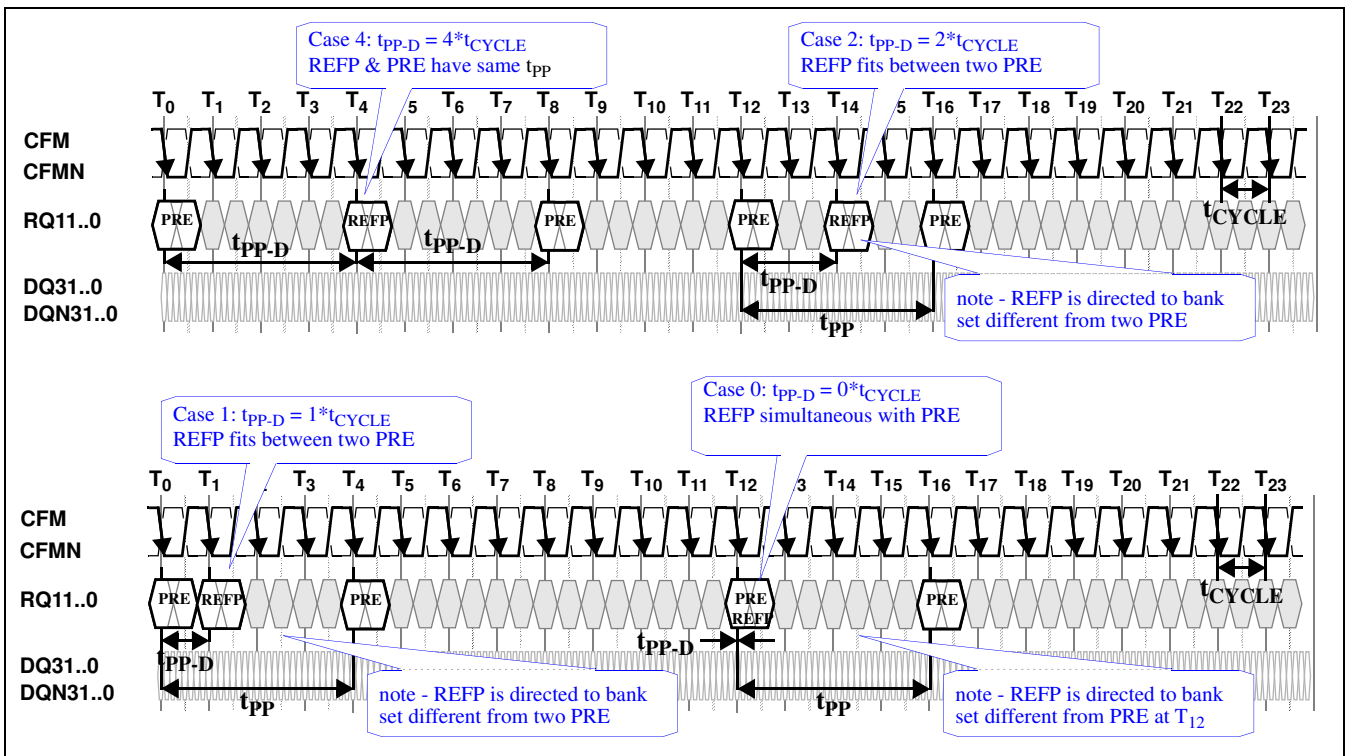 Case 4: tPP-D = 4*tCYCLE
REFP & PRE have same tPP
Case 2: tPP-D = 2*tCYCLE
REFP fits between two PRE
T0 T1 T2 T3 T4 5 T6 T7 T8 T9 T10 T11 T12 T13 T14 5 T16 T17 T18 T19 T20 T21 T22 T23
CFM
CFMN
RQ11..0
PRE REFP PRE PRE REFP PRE
tCYCLE
tPP-D tPP-D
tPP-D
DQ31..0
DQN31..0
tPP
note - REFP is directed to bank
set different from two PRE
Case 1: tPP-D = 1*tCYCLE
REFP fits between two PRE
Case 0: tPP-D = 0*tCYCLE
REFP simultaneous with PRE
T0 T1 T3 T4 T5 T6 T7 T8 T9 T10 T11 T12 3 T14 T15 T16 T17 T18 T19 T20 T21 T22 T23
CFM
CFMN
RQ11..0
PRE REFP PRE PRE REFP PRE
tCYCLE
tPP-D
tPP-D
DQ31..0
DQN31..0
tPP
tPP
note - REFP is directed to bank
set different from two PRE
note - REFP is directed to bank
set different from PRE at T12